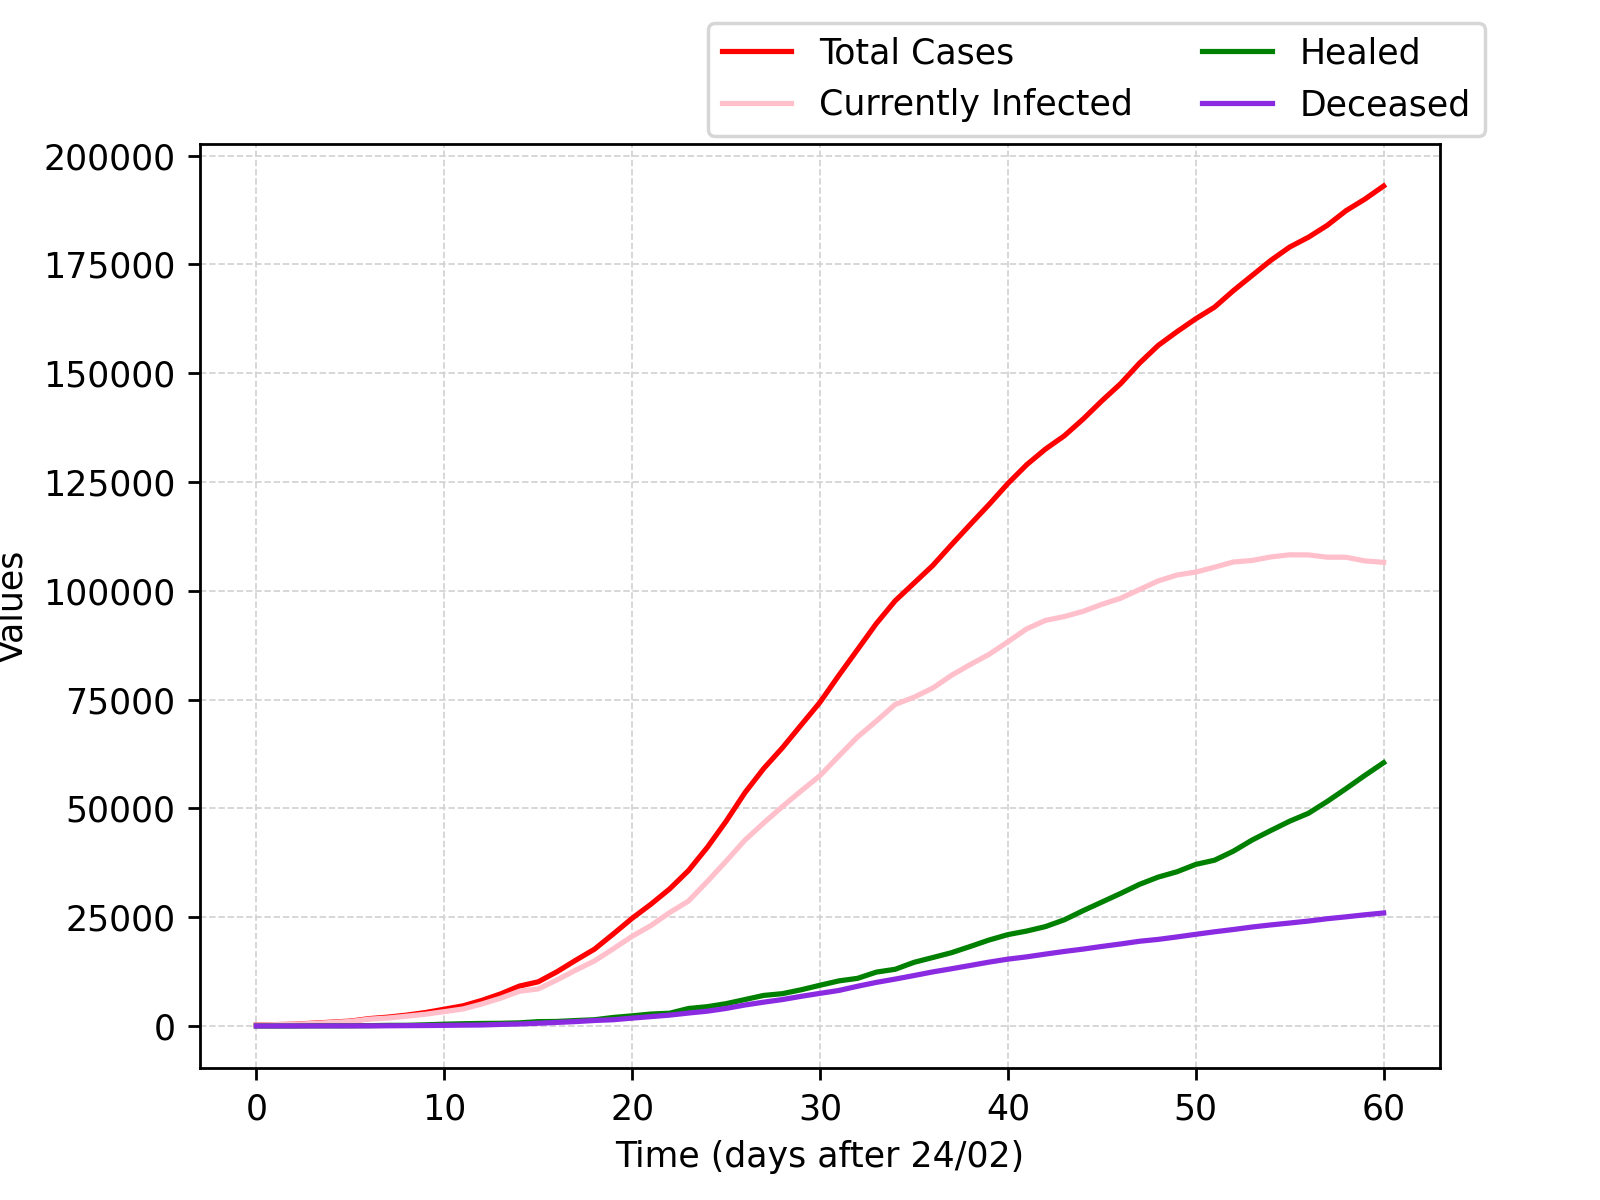 Total Cases
Currently Infected
Healed
Deceased
200000
175000
150000
125000
100000
75000
50000
25000
0
Values
0 10 20 30 40 50 60
Time (days after 24/02)